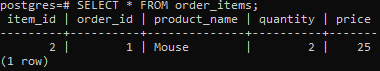 postgres=# SELECT * FROM order_items;
 item_id | order_id | product_name | quantity | price
---------+----------+--------------+----------+-------
       2 |        1 | Mouse        |        2 |    25
(1 row)